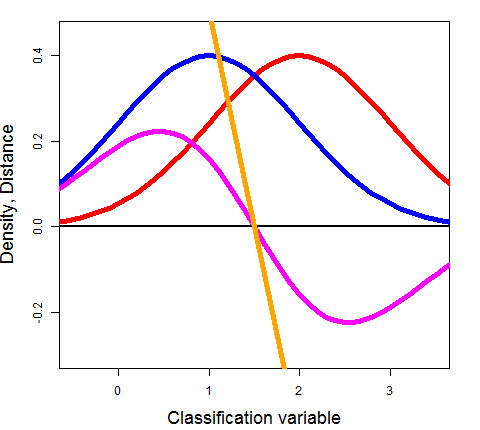 Density, Distance
0.4
0.2
0.0
-0.2
0 1 2 3
Classification variable